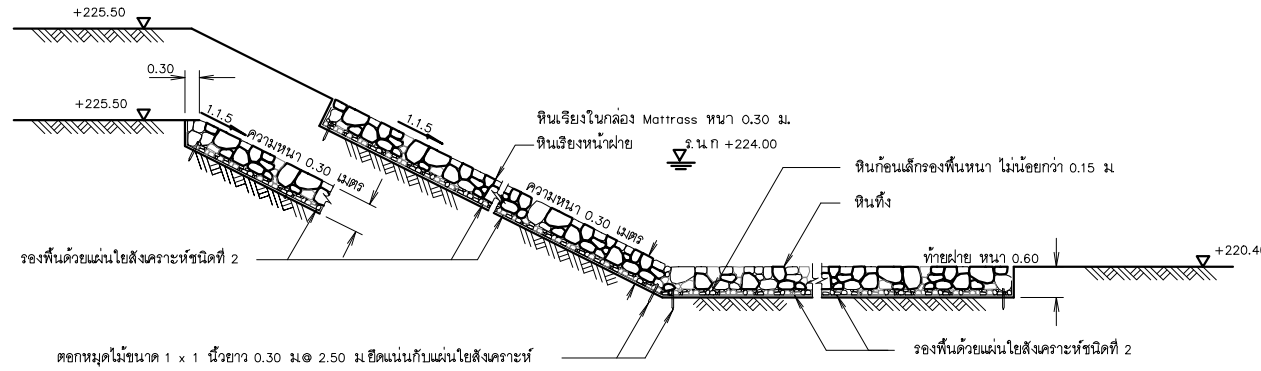 +225.50
0.30
+225.50
1.1.5
ความหนา 0.30 เมตร
1.1.5
หินเรียงในกล่อง Mattrass หนา 0.30 ม.
หินเรียงหน้าฝาย
ร.น.ก +224.00
หินก้อนเล็กรองพื้นหนา ไม่น้อยกว่า 0.15 ม
ความหนา 0.30 เมตร
หินทิ้ง
รองพื้นด้วยแผ่นใยสังเคราะห์ชนิดที่ 2
ท้ายฝาย หนา 0.60
+220.40
ตอกหมุดไม้ขนาด 1 x 1 นิ้วยาว 0.30 ม.@ 2.50 ม.ยึดแน่นกับแผ่นใยสังเคราะห์
รองพื้นด้วยแผ่นใยสังเคราะห์ชนิดที่ 2